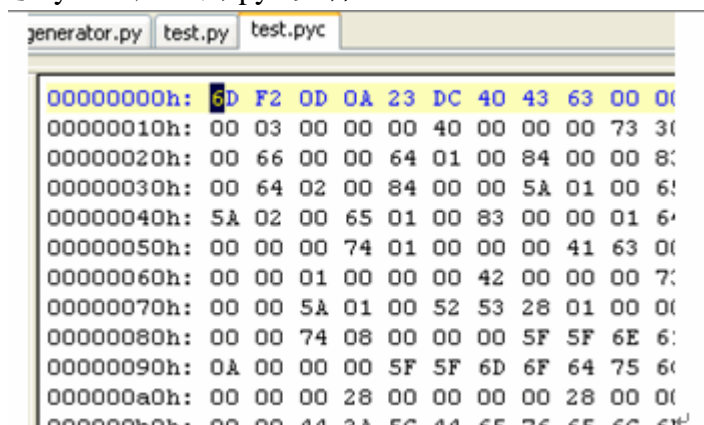 generator.py test.py test.pyc
00000000h: 6D F2 0D 0A 23 DC 40 43 63 00
00000010h: 00 03 00 00 00 40 00 00 00 73
00000020h: 00 66 00 00 64 01 00 84 00 00
00000030h: 00 64 02 00 84 00 00 5A 01 00
00000040h: 5A 02 00 65 01 00 83 00 00 01
00000050h: 00 00 00 74 01 00 00 00 41 63
00000060h: 00 00 01 00 00 00 42 00 00 00
00000070h: 00 00 5A 01 00 52 53 28 01 00
00000080h: 00 00 74 08 00 00 00 5F 5F 6E
00000090h: 0A 00 00 00 5F 5F 6D 6F 64 75
000000a0h: 00 00 00 28 00 00 00 00 28 00